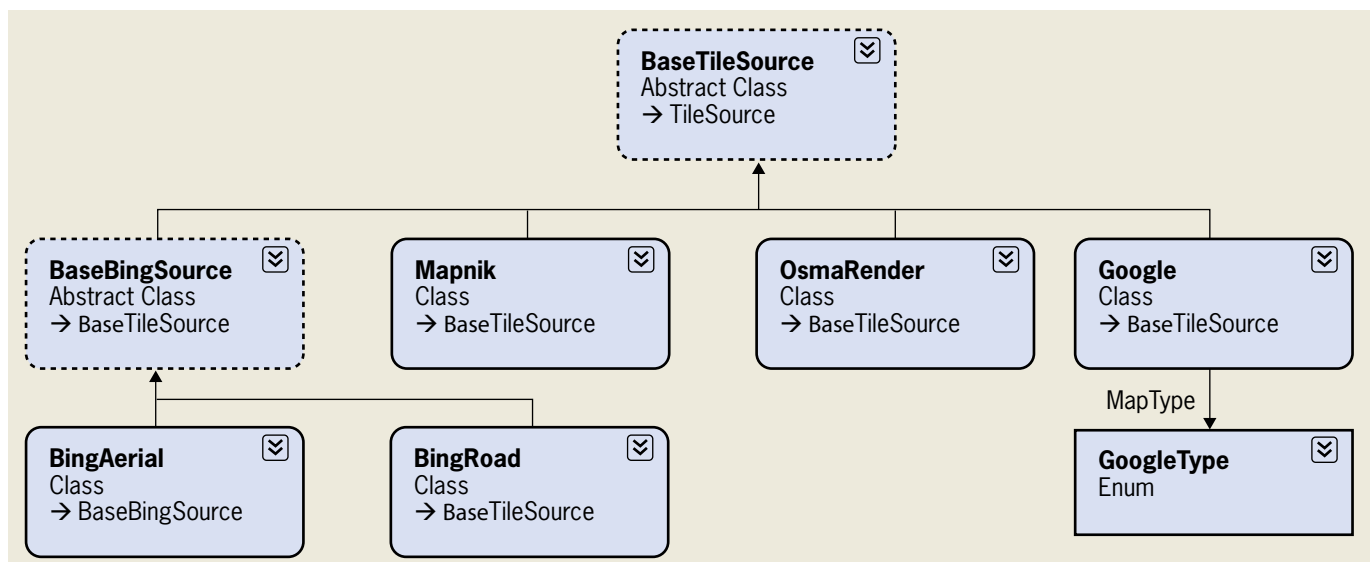 BaseTileSource
Abstract Class
→ TileSource
BaseBingSource
Abstract Class
→ BaseTileSource
Mapnik
Class
→ BaseTileSource
OsmaRender
Class
→ BaseTileSource
Google
Class
→ BaseTileSource
MapType
BingAerial
Class
→ BaseBingSource
BingRoad
Class
→ BaseTileSource
GoogleType
Enum